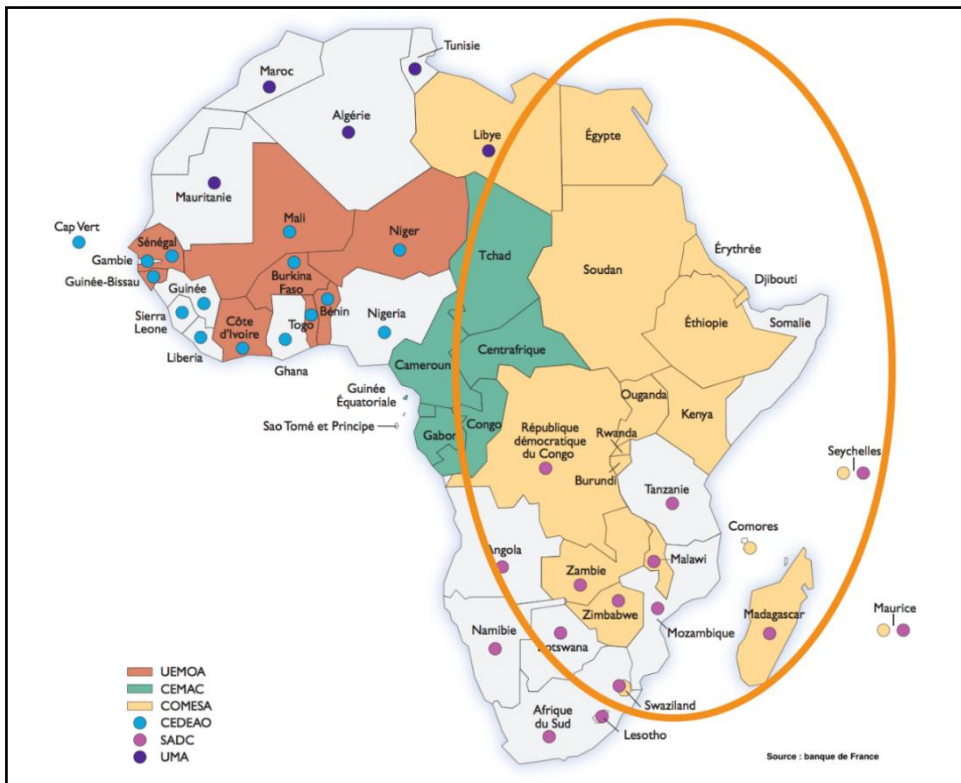 Tunisie
Maroc
Algérie
Libye
Égypte
Mauritanie
Cap Vert
Mali
Niger
Sénégal
Tchad
Gambie
Érythrée
Soudan
Guinée-Bissau
Burkina
Faso
Djibouti
Guinée
Bénin
Nigeria
Sierra
Leone
Côte
d'Ivoire
Togo
Éthiopie
Somalie
Centrafrique
Liberia
Ghana
Cameroun
Guinée
Équatoriale
Ouganda
Kenya
Sao Tomé et Principe
Gabon
Congo
République
démocratique
du Congo
Rwanda
Seychelles
Burundi
Tanzanie
Comores
Angola
Malawi
Zambie
Maurice
Zimbabwe
Madagascar
Namibie
Botswana
Mozambique
UEMOA
CEMAC
COMESA
CEDEAO
SADC
UMA
Swaziland
Afrique
du Sud
Lesotho
Source : banque de France